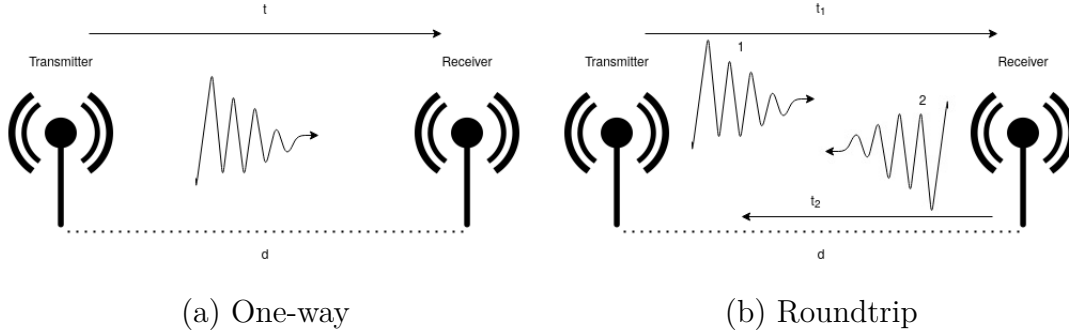 t
Transmitter
Receiver
d
(a) One-way
t₁
Transmitter
1
Receiver
2
t₂
d
(b) Roundtrip